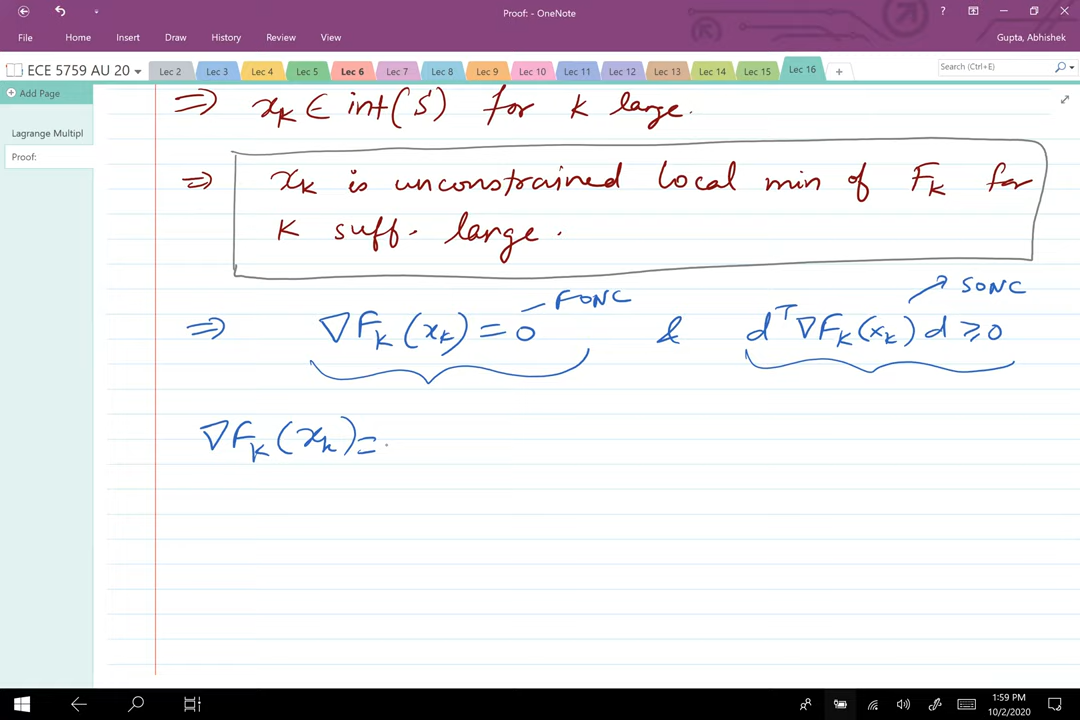 Proof: - OneNote
Gupta, Abhishek
File Home Insert Draw History Review View
ECE 5759 AU 20 Lec 2 Lec 3 Lec 4 Lec 5 Lec 6 Lec 7 Lec 8 Lec 9 Lec 10 Lec 11 Lec 12 Lec 13 Lec 14 Lec 15 Lec 16 Search (Ctrl+E)
Add Page
Lagrange Multipl
Proof:
⇒ x_k ∈ int(S) for k large.
⇒ x_k is unconstrained local min of F_k for
k suff. large.
FONC SONC
⇒ ∇F_k(x_k) = 0 & d^T ∇F_k(x_k) d ≥ 0
∇F_k(x_k) =
1:59 PM
10/2/2020